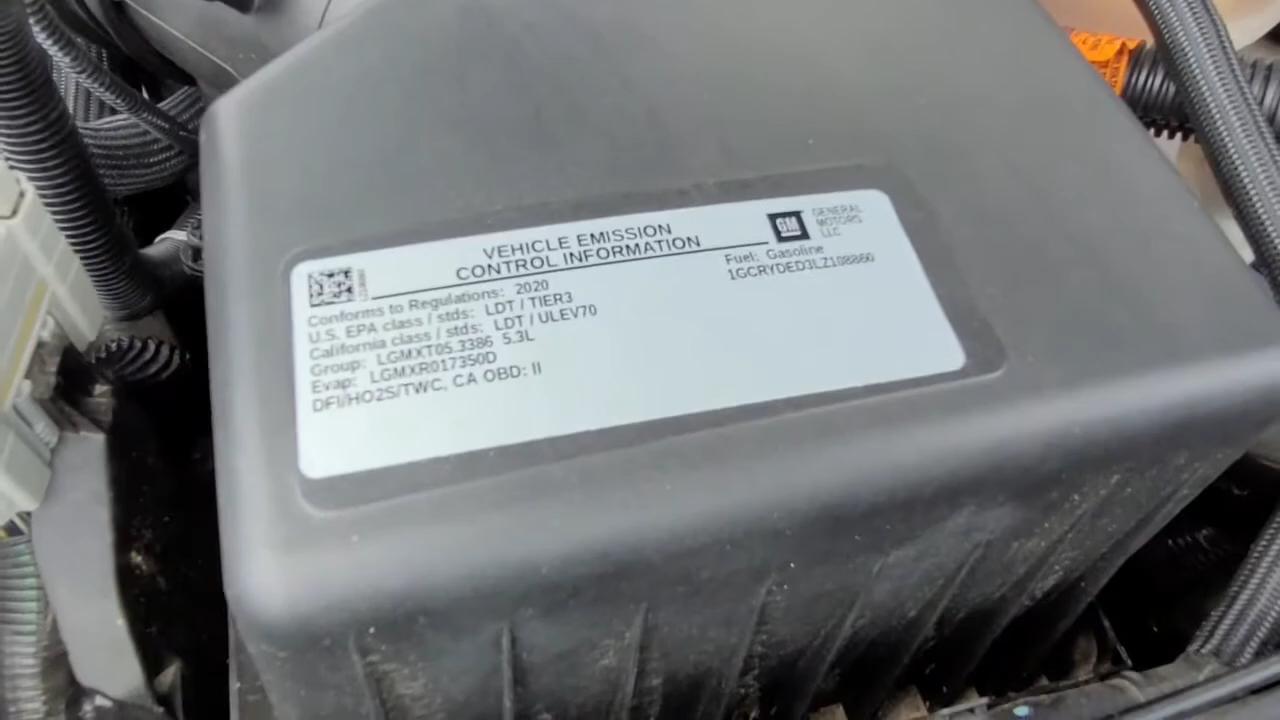 VEHICLE EMISSION
CONTROL INFORMATION
GM
GENERAL
MOTORS
LLC
Fuel: Gasoline
1GCRYDED3LZ108860
Conforms to Regulations: 2020
U.S. EPA class / stds: LDT / TIER3
California class / stds: LDT / ULEV70
Group: LGMXT05.3386 5.3L
Evap: LGMXR017350D
DFI/HO2S/TWC, CA OBD: II